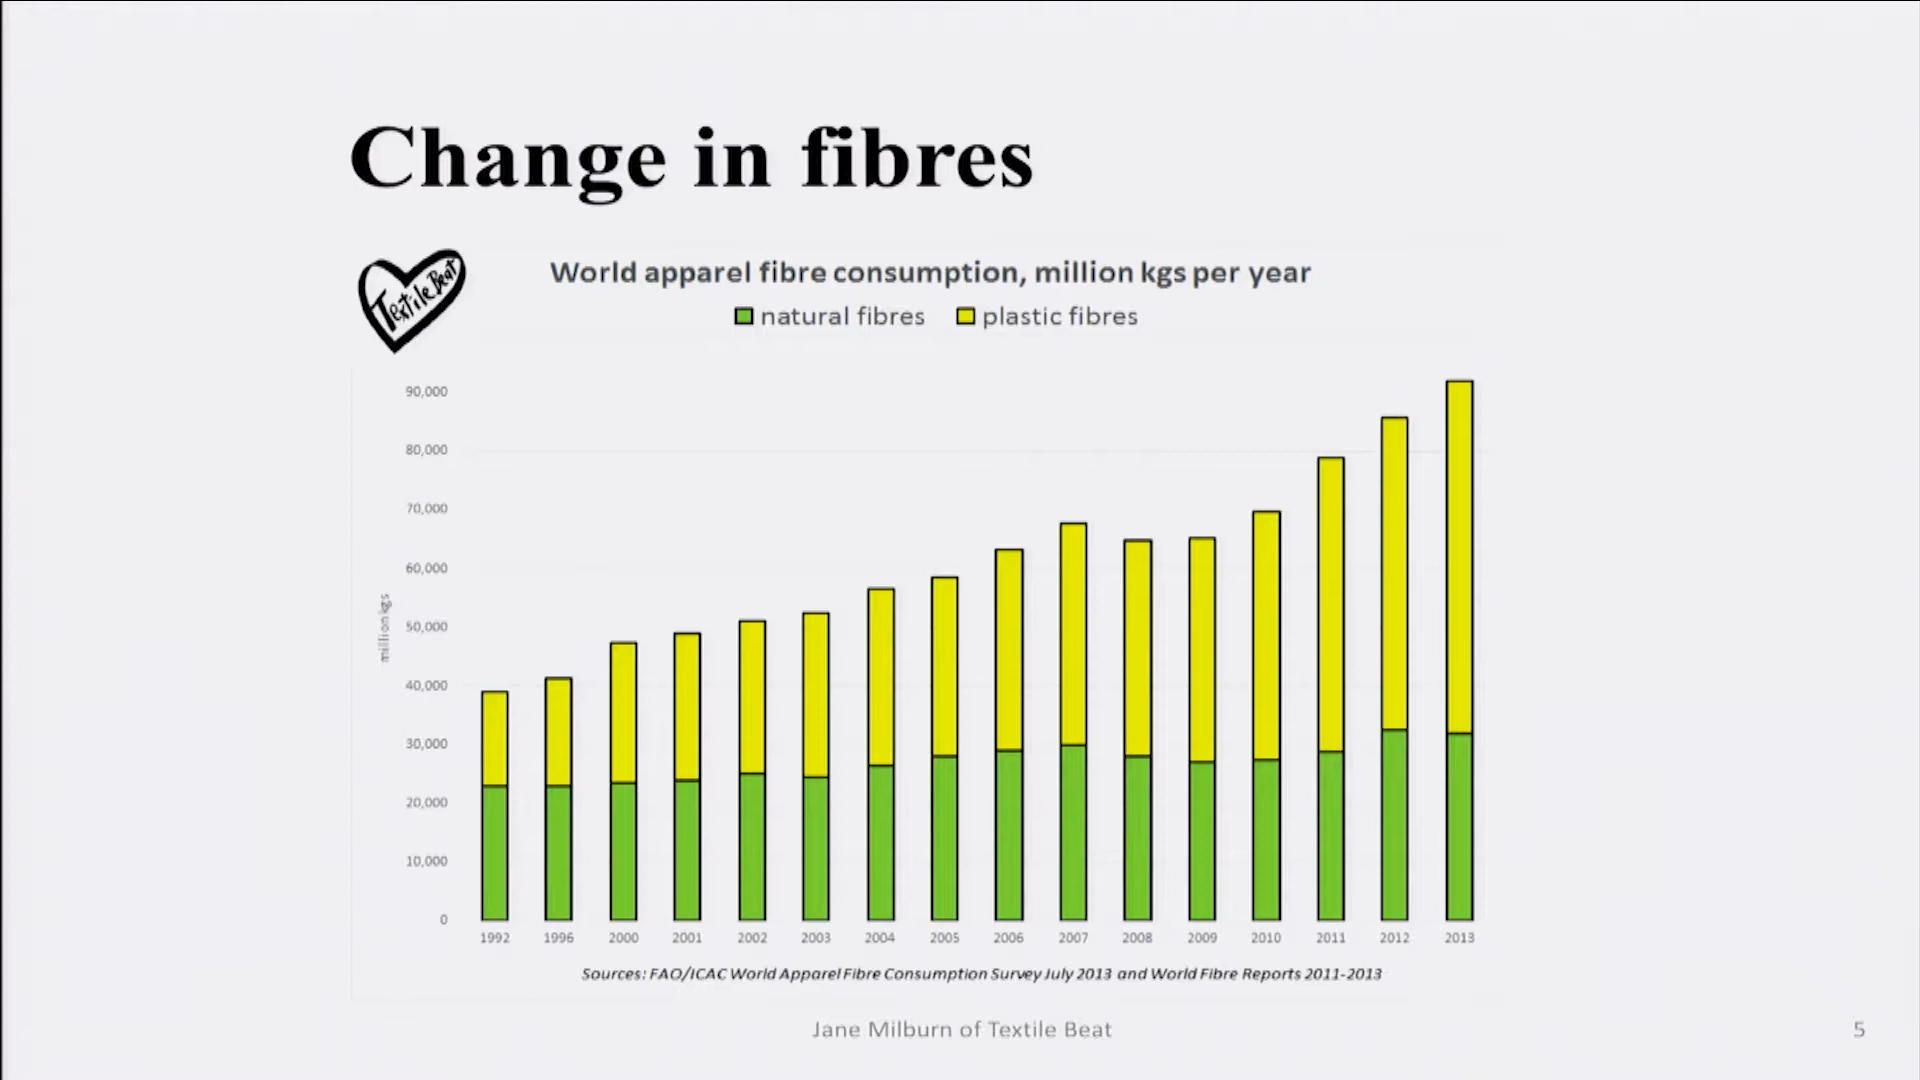 Change in fibres
Textile Beat
World apparel fibre consumption, million kgs per year
natural fibres plastic fibres
90,000
80,000
70,000
60,000
50,000
40,000
30,000
20,000
10,000
0
million kgs
1992 1996 2000 2001 2002 2003 2004 2005 2006 2007 2008 2009 2010 2011 2012 2013
Sources: FAO/ICAC World Apparel Fibre Consumption Survey July 2013 and World Fibre Reports 2011-2013
Jane Milburn of Textile Beat
5